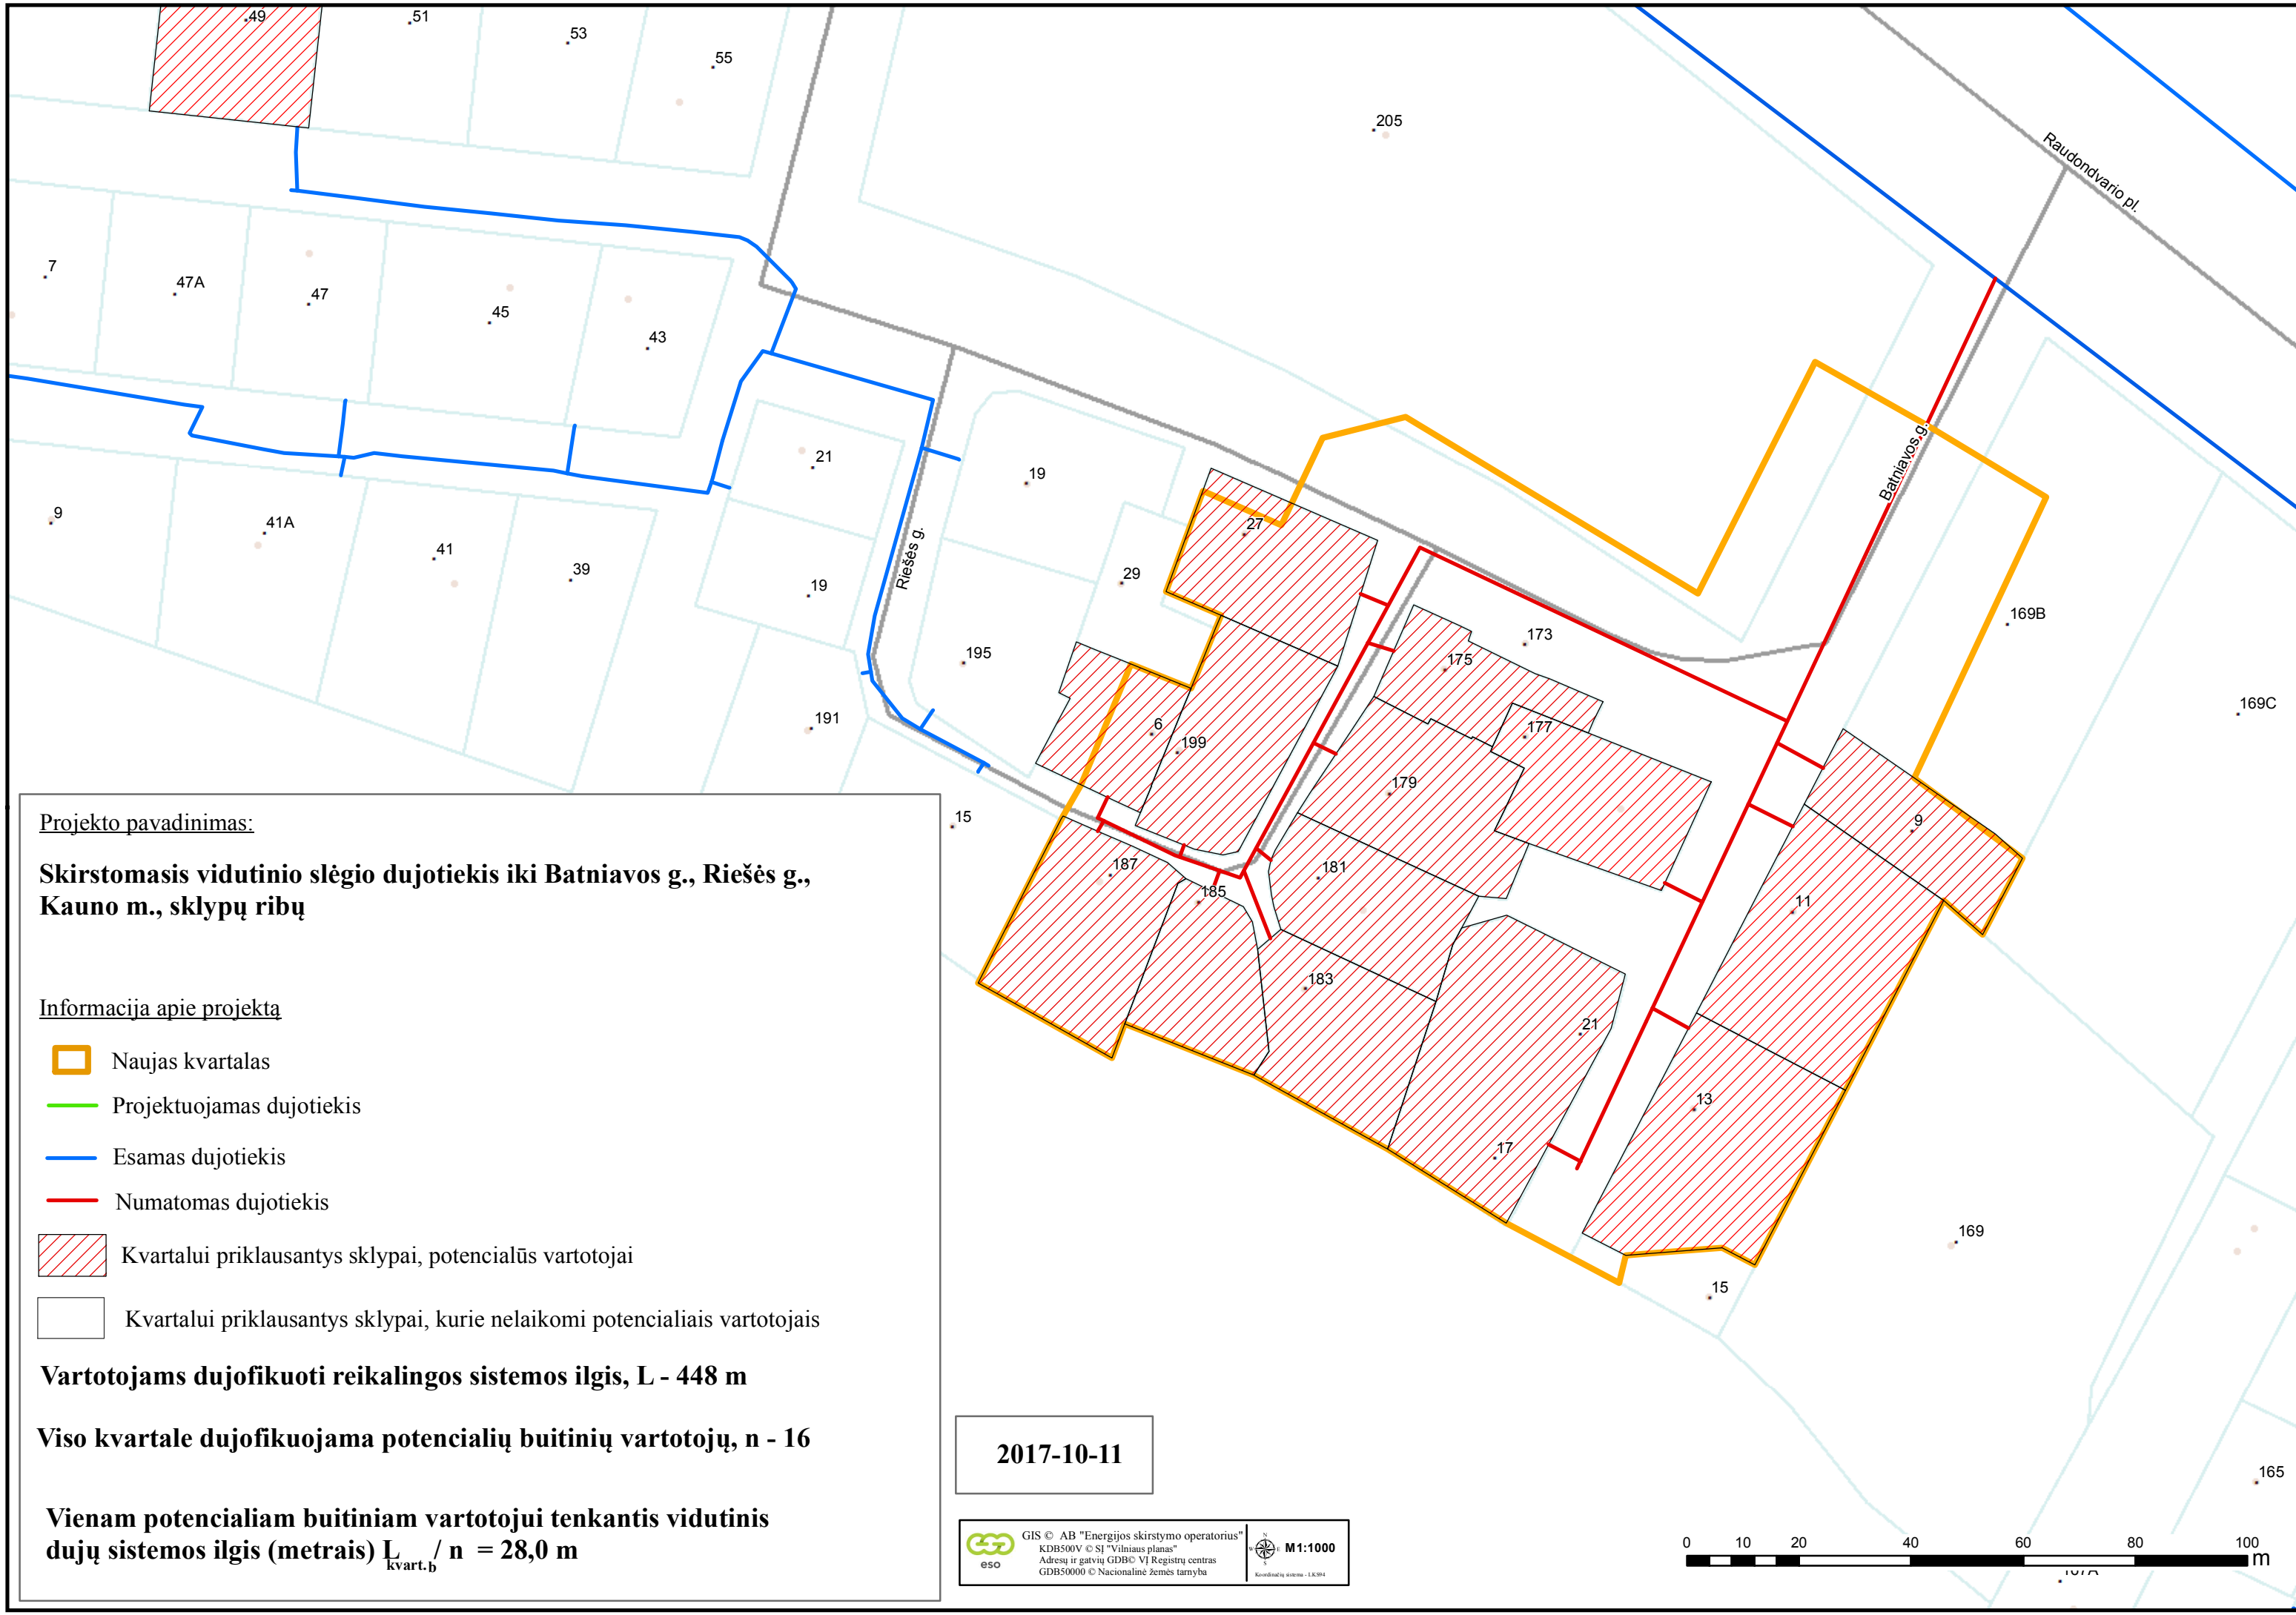 49
51
53
55
205
Raudondvario pl.
7
47A
47
45
43
21
19
9
41A
41
39
19
Riešės g.
29
27
Batniavos g.
169B
195
173
175
191
6
199
177
179
169C
15
9
187
181
185
11
183
21
13
17
169
15
165
Projekto pavadinimas:
Skirstomasis vidutinio slėgio dujotiekis iki Batniavos g., Riešės g.,
Kauno m., sklypų ribų
Informacija apie projektą
Naujas kvartalas
Projektuojamas dujotiekis
Esamas dujotiekis
Numatomas dujotiekis
Kvartalui priklausantys sklypai, potencialūs vartotojai
Kvartalui priklausantys sklypai, kurie nelaikomi potencialiais vartotojais
Vartotojams dujofikuoti reikalingos sistemos ilgis, L - 448 m
Viso kvartale dujofikuojama potencialių buitinių vartotojų, n - 16
Vienam potencialiam buitiniam vartotojui tenkantis vidutinis
dujų sistemos ilgis (metrais) L kvart.b / n = 28,0 m
2017-10-11
eso
GIS © AB "Energijos skirstymo operatorius"
KDB500V © SĮ "Vilniaus planas"
Adresų ir gatvių GDB© VĮ Registrų centras
GDB50000 © Nacionalinė žemės tarnyba
N
W E
S
M1:1000
Koordinačių sistema - LKS94
0 10 20 40 60 80 100
m